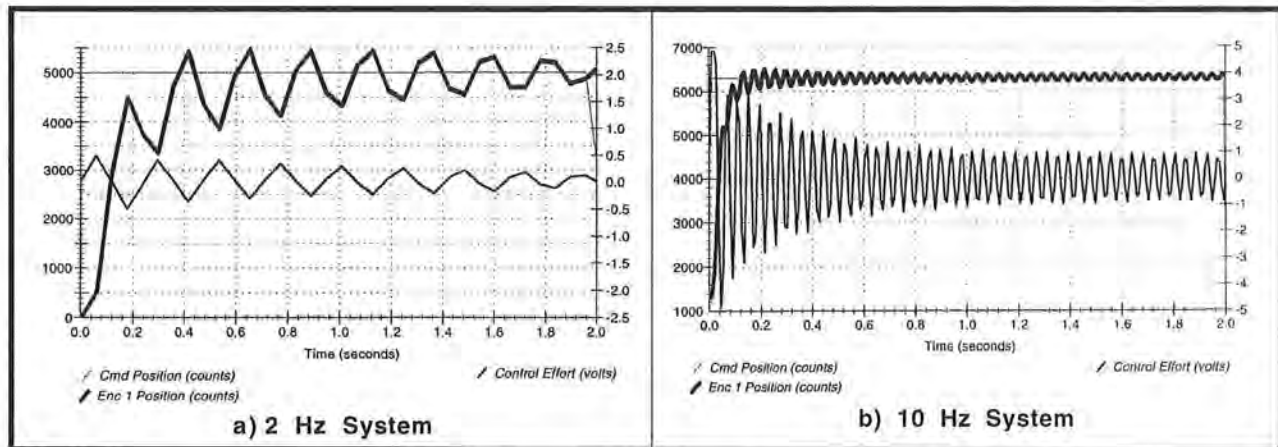 5000
4000
3000
2000
1000
0
2.5
2.0
1.5
1.0
0.5
0.0
-0.5
-1.0
-1.5
-2.0
-2.5
0.0 0.2 0.4 0.6 0.8 1.0 1.2 1.4 1.6 1.8 2.0
Time (seconds)
Cmd Position (counts)
Control Effort (volts)
Enc 1 Position (counts)
a) 2 Hz System
7000
6000
5000
4000
3000
2000
1000
5
4
3
2
1
0
-1
-2
-3
-4
-5
0.0 0.2 0.4 0.6 0.8 1.0 1.2 1.4 1.6 1.8 2.0
Time (seconds)
Cmd Position (counts)
Control Effort (volts)
Enc 1 Position (counts)
b) 10 Hz System